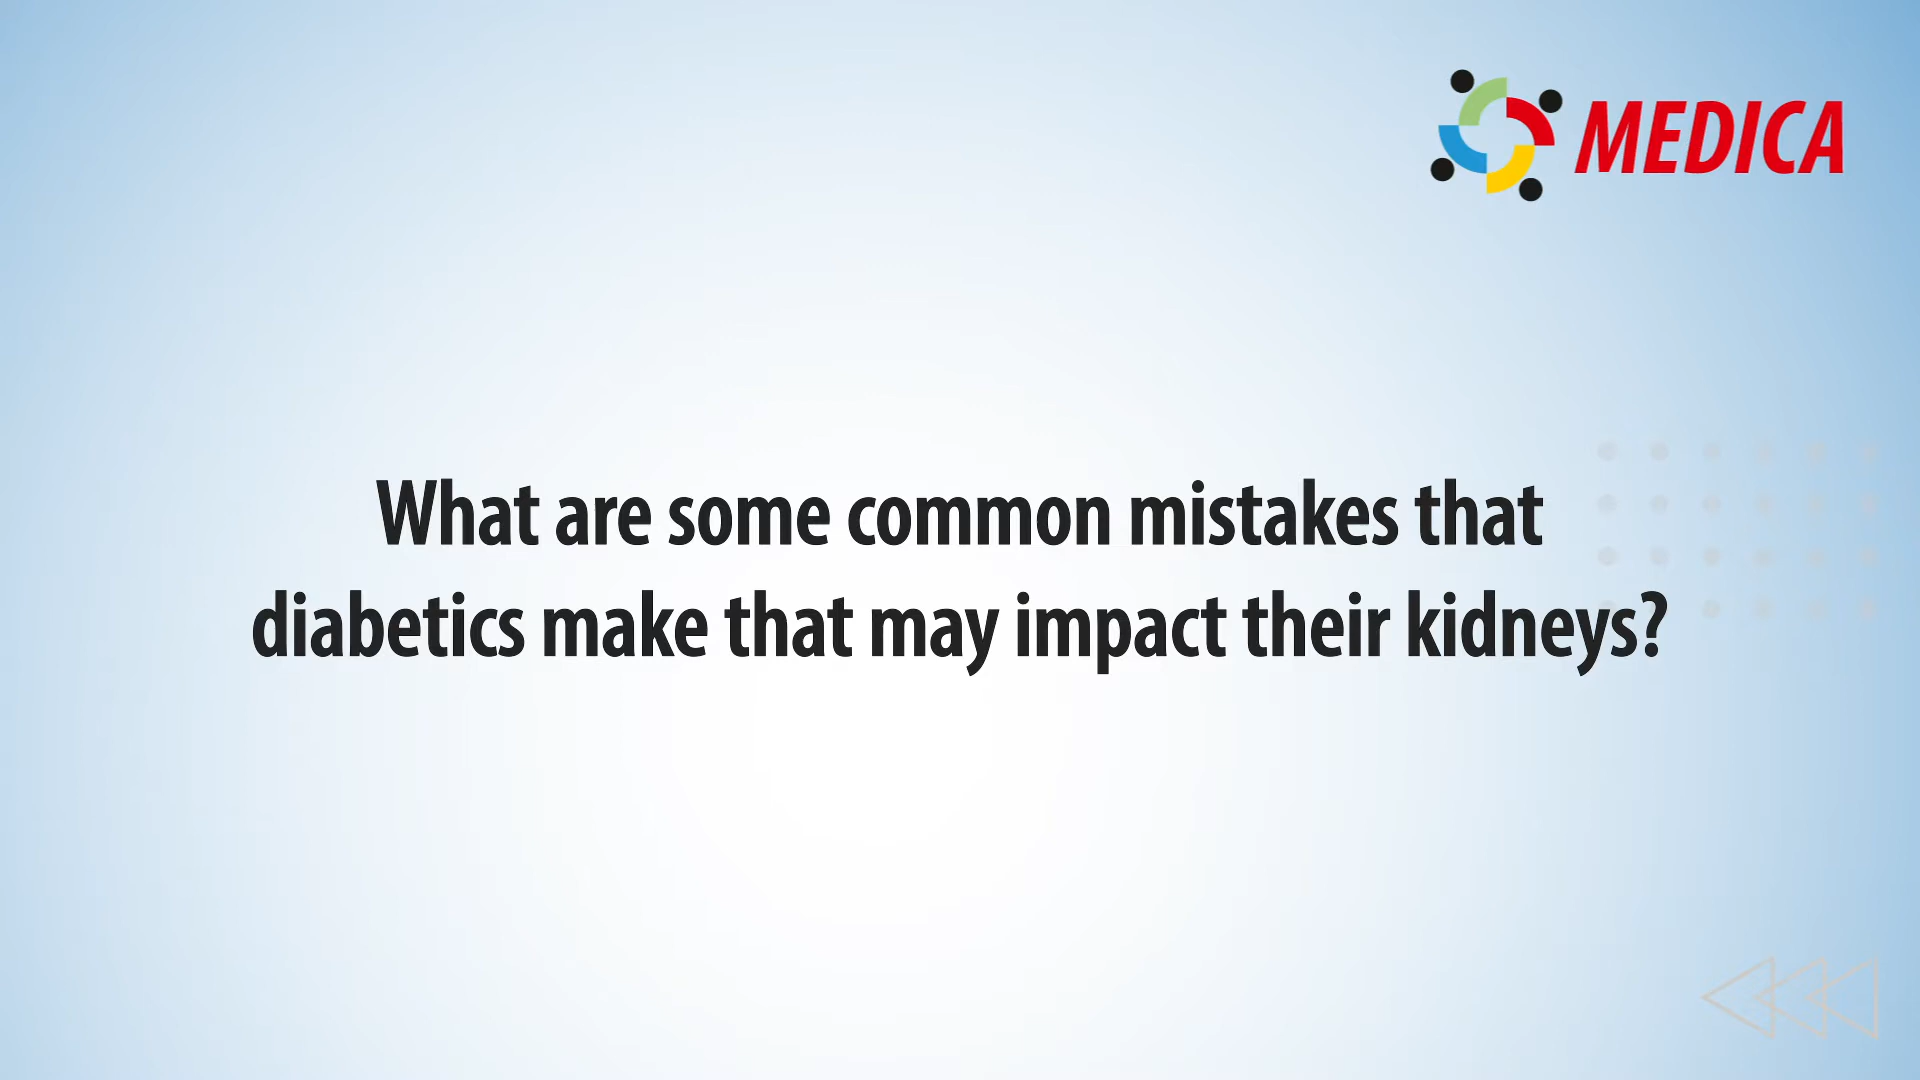 MEDICA
What are some common mistakes that
diabetics make that may impact their kidneys?